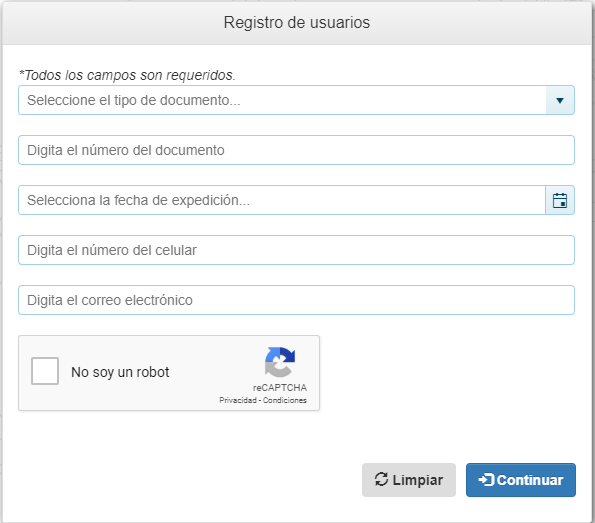 Registro de usuarios
*Todos los campos son requeridos.
Seleccione el tipo de documento...
Digita el número del documento
Selecciona la fecha de expedición...
Digita el número del celular
Digita el correo electrónico
No soy un robot
reCAPTCHA
Privacidad - Condiciones
Limpiar
Continuar